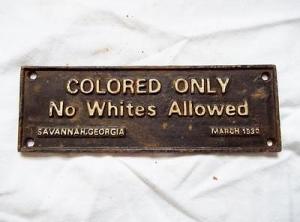 COLORED ONLY
No Whites Allowed
SAVANNAH.GEORGIA MARCH 1930